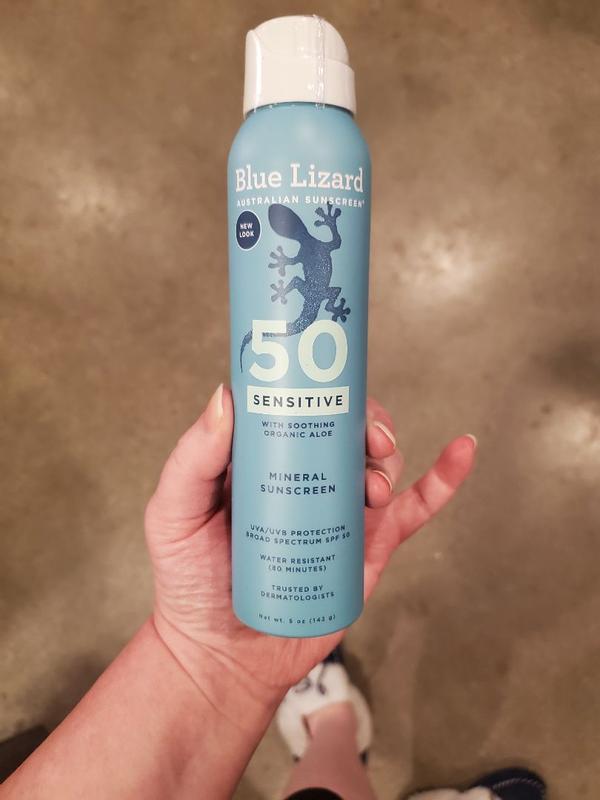 Blue Lizard
AUSTRALIAN SUNSCREEN®
NEW
LOOK
50
SENSITIVE
WITH SOOTHING
ORGANIC ALOE
MINERAL
SUNSCREEN
UVA/UVB PROTECTION
BROAD SPECTRUM SPF 50
WATER RESISTANT
(80 MINUTES)
TRUSTED BY
DERMATOLOGISTS
Net wt. 5 oz (142 g)